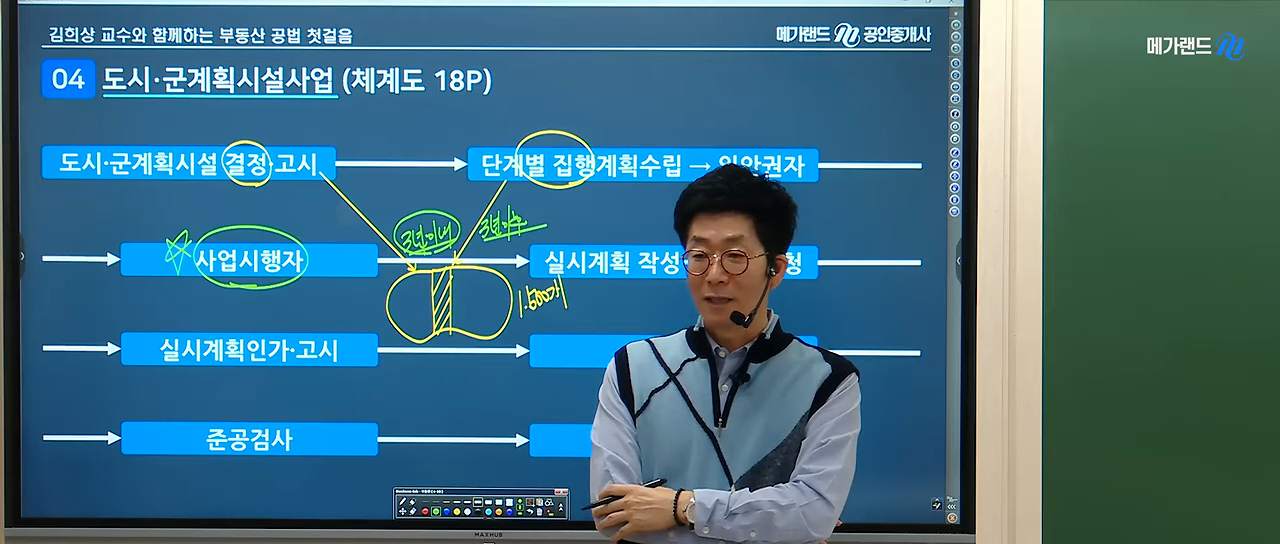 김희상 교수와 함께하는 부동산 공법 첫걸음
메가랜드 공인중개사
메가랜드
04 도시·군계획시설사업 (체계도 18P)
도시·군계획시설 결정·고시
단계별 집행계획수립 → 입안권자
3년이내
3년이후
사업시행자
실시계획 작성
청
1.500개
실시계획인가·고시
준공검사
MAXHUB